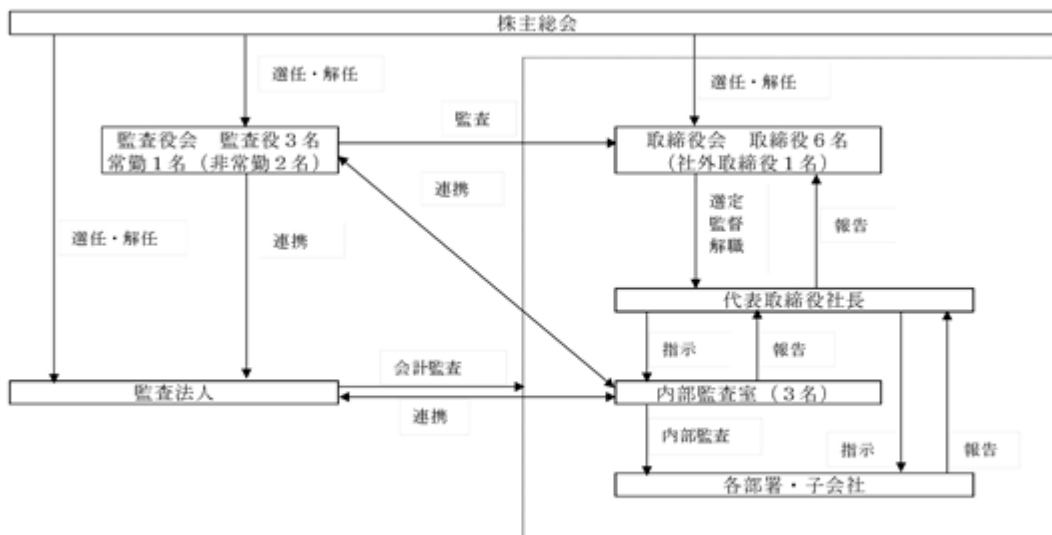 株主総会
選任・解任
選任・解任
監査
監査役会　監査役3名
常勤1名（非常勤2名）
取締役会　取締役6名
（社外取締役1名）
連携
選定
監督
解職
報告
選任・解任
連携
代表取締役社長
指示
報告
会計監査
監査法人
内部監査室（3名）
連携
内部監査
指示
報告
各部署・子会社